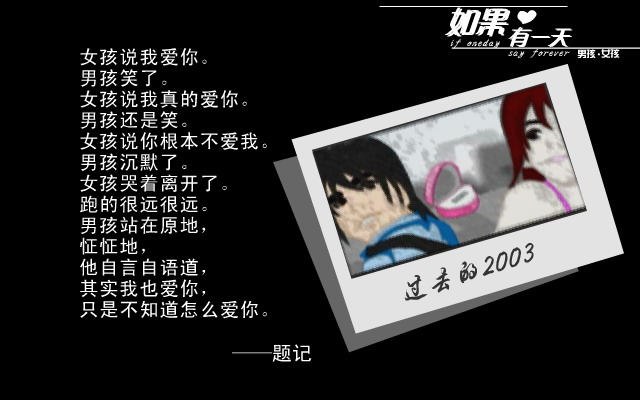 如果
有一天
if oneday
say forever
男孩·女孩
女孩说我爱你。
男孩笑了。
女孩说我真的爱你。
男孩还是笑。
女孩说你根本不爱我。
男孩沉默了。
女孩哭着离开了。
跑的很远很远。
男孩站在原地，
怔怔地，
他自言自语道，
其实我也爱你，
只是不知道怎么爱你。
——题记
过去的2003